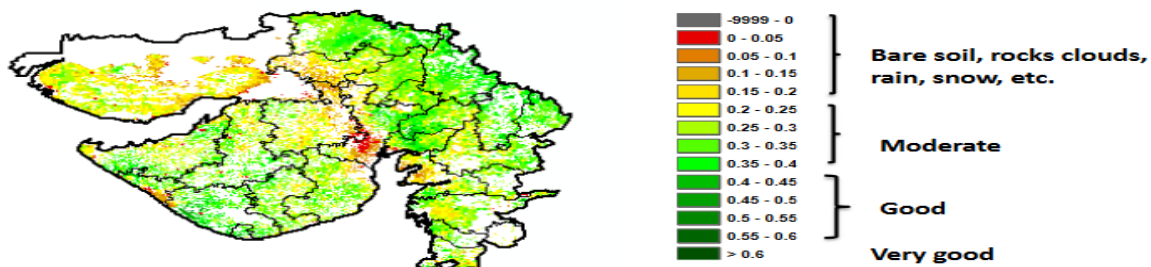 -9999 - 0
0 - 0.05
0.05 - 0.1
0.1 - 0.15
0.15 - 0.2
0.2 - 0.25
0.25 - 0.3
0.3 - 0.35
0.35 - 0.4
0.4 - 0.45
0.45 - 0.5
0.5 - 0.55
0.55 - 0.6
> 0.6
Bare soil, rocks clouds,
rain, snow, etc.
Moderate
Good
Very good